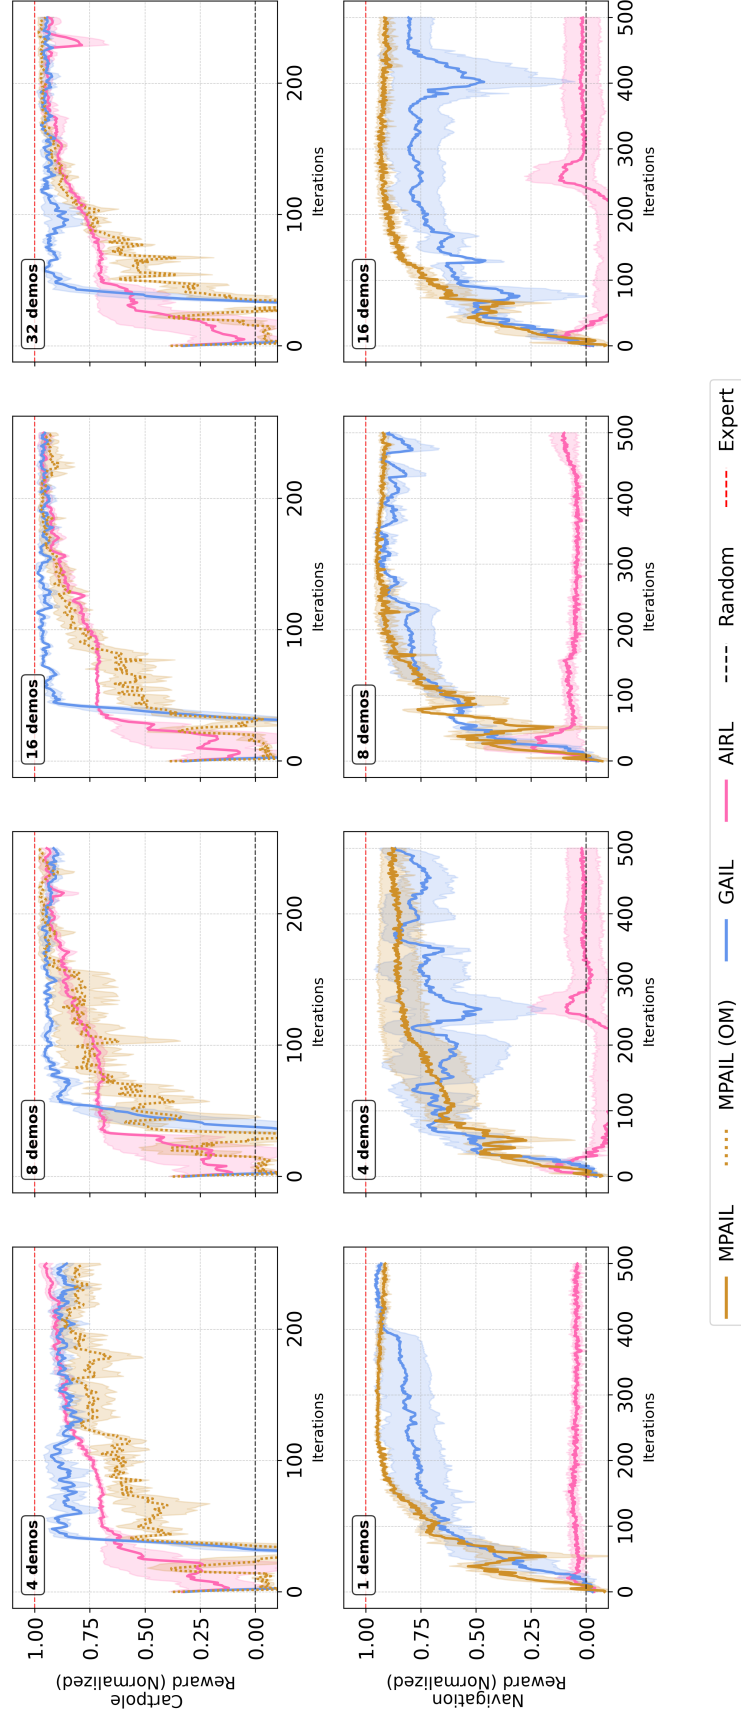 Cartpole
Reward (Normalized)
1.00
0.75
0.50
0.25
0.00
4 demos
0
100
200
Iterations
8 demos
0
100
200
Iterations
16 demos
0
100
200
Iterations
32 demos
0
100
200
Iterations
Navigation
Reward (Normalized)
1.00
0.75
0.50
0.25
0.00
1 demos
0
100
200
300
400
500
Iterations
4 demos
0
100
200
300
400
500
Iterations
8 demos
0
100
200
300
400
500
Iterations
16 demos
0
100
200
300
400
500
Iterations
MPAIL
MPAIL (OM)
GAIL
AIRL
Random
Expert